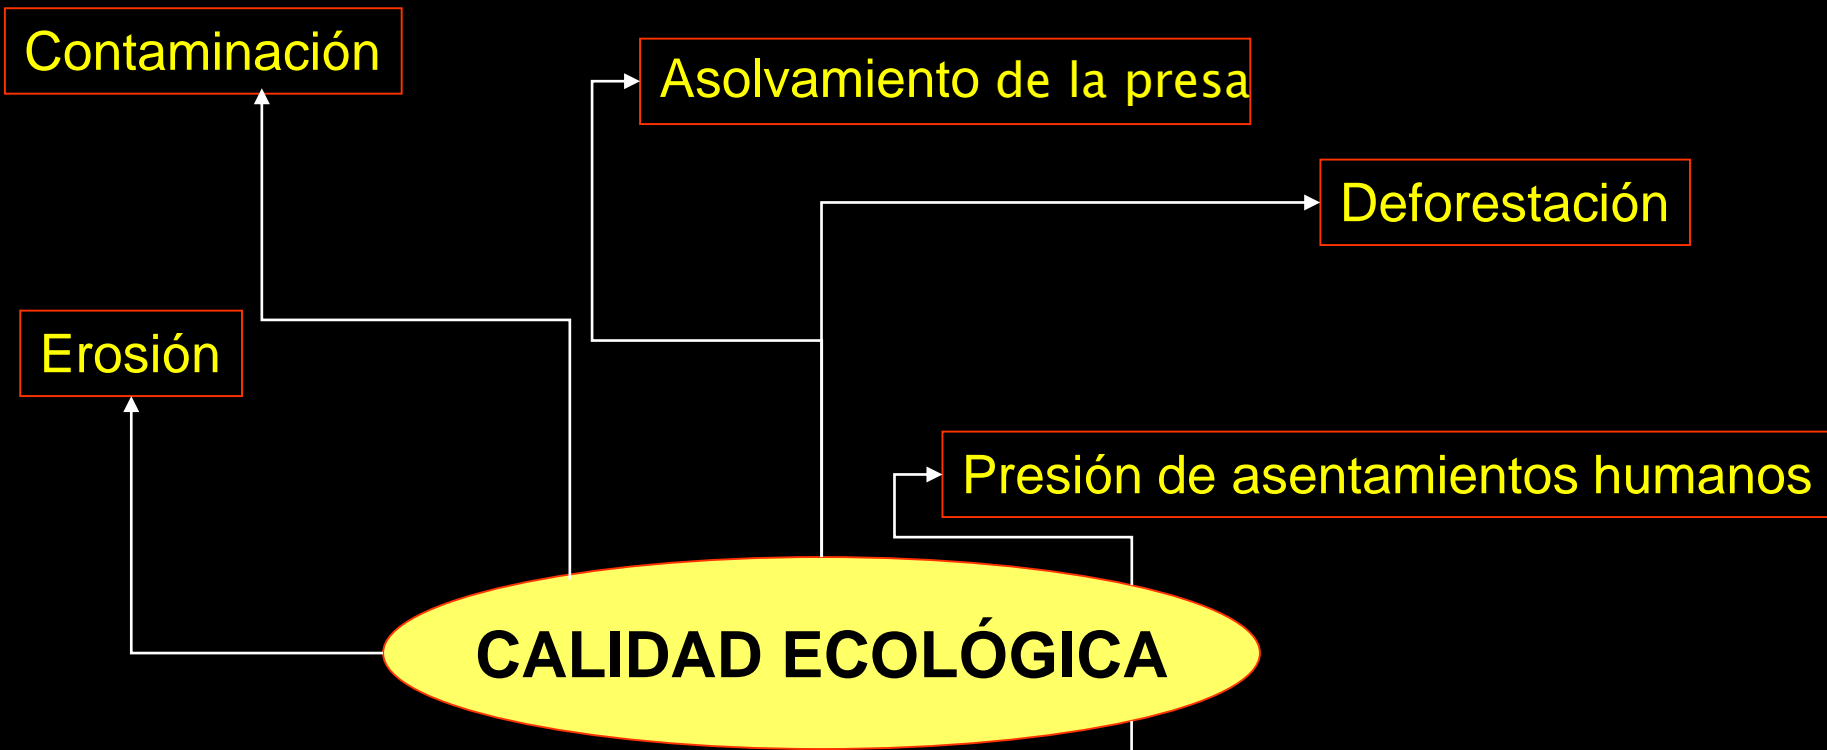 Contaminación
Asolvamiento de la presa
Deforestación
Erosión
Presión de asentamientos humanos
CALIDAD ECOLÓGICA